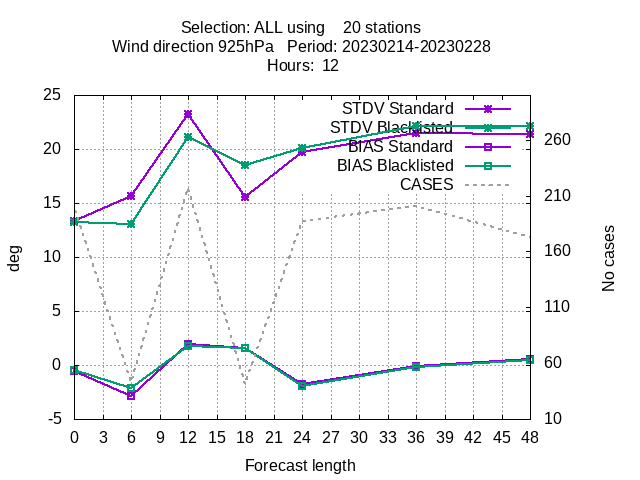 Selection: ALL using    20 stations
Wind direction 925hPa   Period: 20230214-20230228
Hours:  12
STDV Standard
STDV Blacklisted
BIAS Standard
BIAS Blacklisted
CASES
25
20
15
10
5
0
-5
deg
260
210
160
110
60
10
No cases
0 3 6 9 12 15 18 21 24 27 30 33 36 39 42 45 48
Forecast length